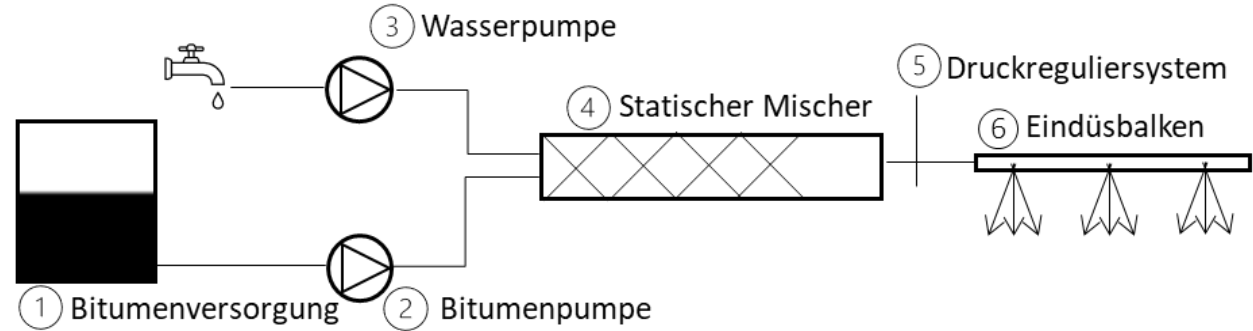 3 Wasserpumpe
5 Druckreguliersystem
4 Statischer Mischer
6 Eindüsbalken
1 Bitumenversorgung
2 Bitumenpumpe